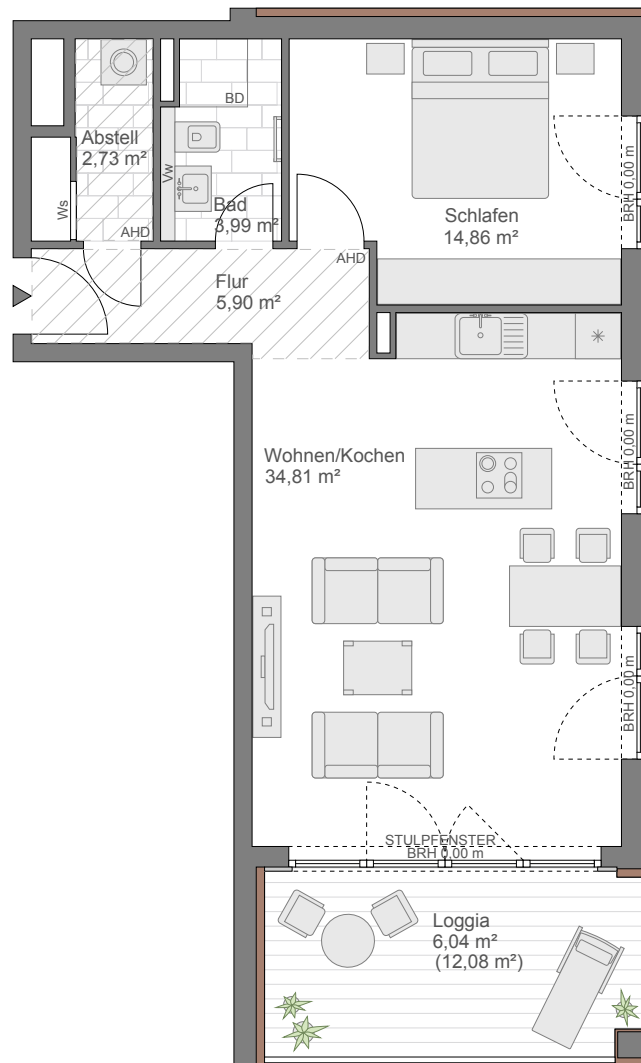 BD
Abstell
2,73 m²
Vw
Ws
Bad
3,99 m²
AHD
Schlafen
14,86 m²
BRH 0,00 m
AHD
Flur
5,90 m²
Wohnen/Kochen
34,81 m²
BRH 0,00 m
BRH 0,00 m
STULPFENSTER
BRH 0,00 m
Loggia
6,04 m²
(12,08 m²)